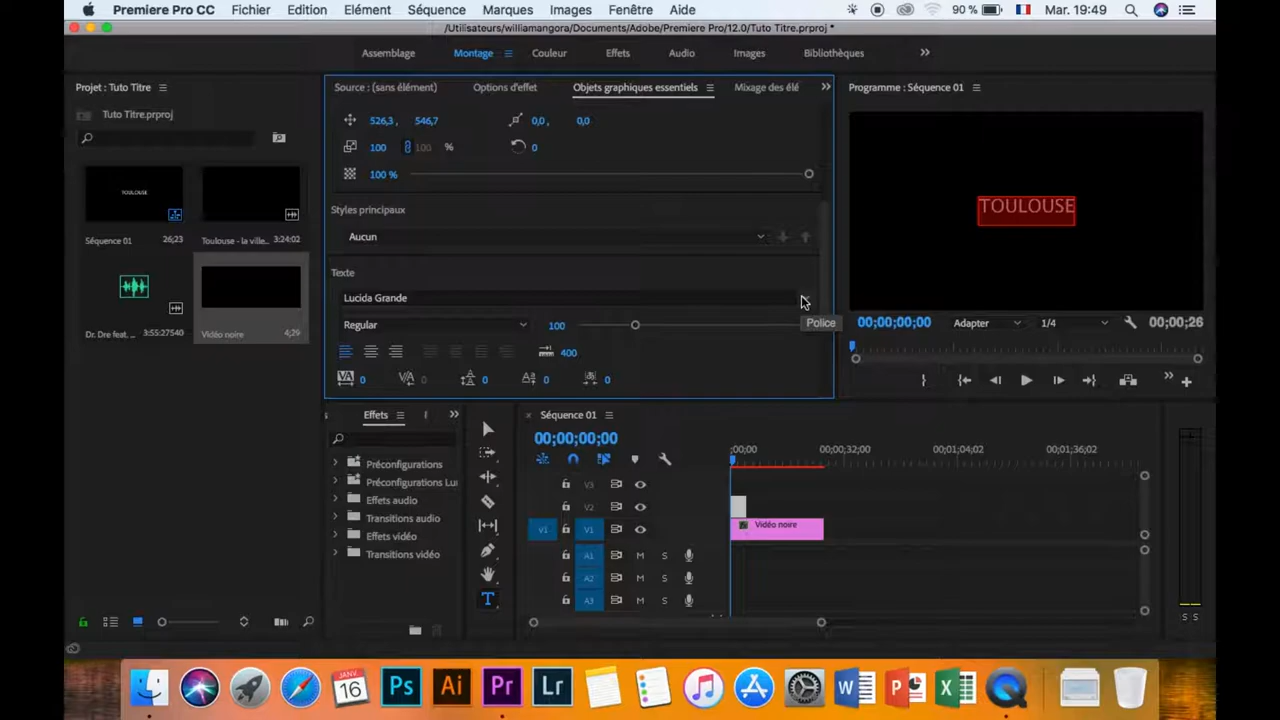 Premiere Pro CC Fichier Edition Elément Séquence Marques Images Fenêtre Aide 90 % Mar. 19:49
/Utilisateurs/williamangora/Documents/Adobe/Premiere Pro/12.0/Tuto Titre.prproj *
Assemblage Montage Couleur Effets Audio Images Bibliothèques
Projet : Tuto Titre
Tuto Titre.prproj
TOULOUSE
Séquence 01 26;23
Toulouse - la ville... 3:24:02
Dr. Dre feat. ... 3:55:27540
Vidéo noire 4;29
Source : (sans élément) Options d'effet Objets graphiques essentiels Mixage des élé
526,3 , 546,7 0,0 , 0,0
100 100 % 0
100 %
Styles principaux
Aucun
Texte
Lucida Grande
Police
Regular 100
400
0 0 0 0 0
Programme : Séquence 01
TOULOUSE
00;00;00;00 Adapter 1/4 00;00;26
Effets
Préconfigurations
Préconfigurations Lu
Effets audio
Transitions audio
Effets vidéo
Transitions vidéo
T
Séquence 01
00;00;00;00
;00;00 00;00;32;00 00;01;04;02 00;01;36;02
V3
V2
V1 V1 Vidéo noire
A1 M S
A2 M S
A3 M S
S S
JANV. 16 Ps Ai Pr Lr W P X